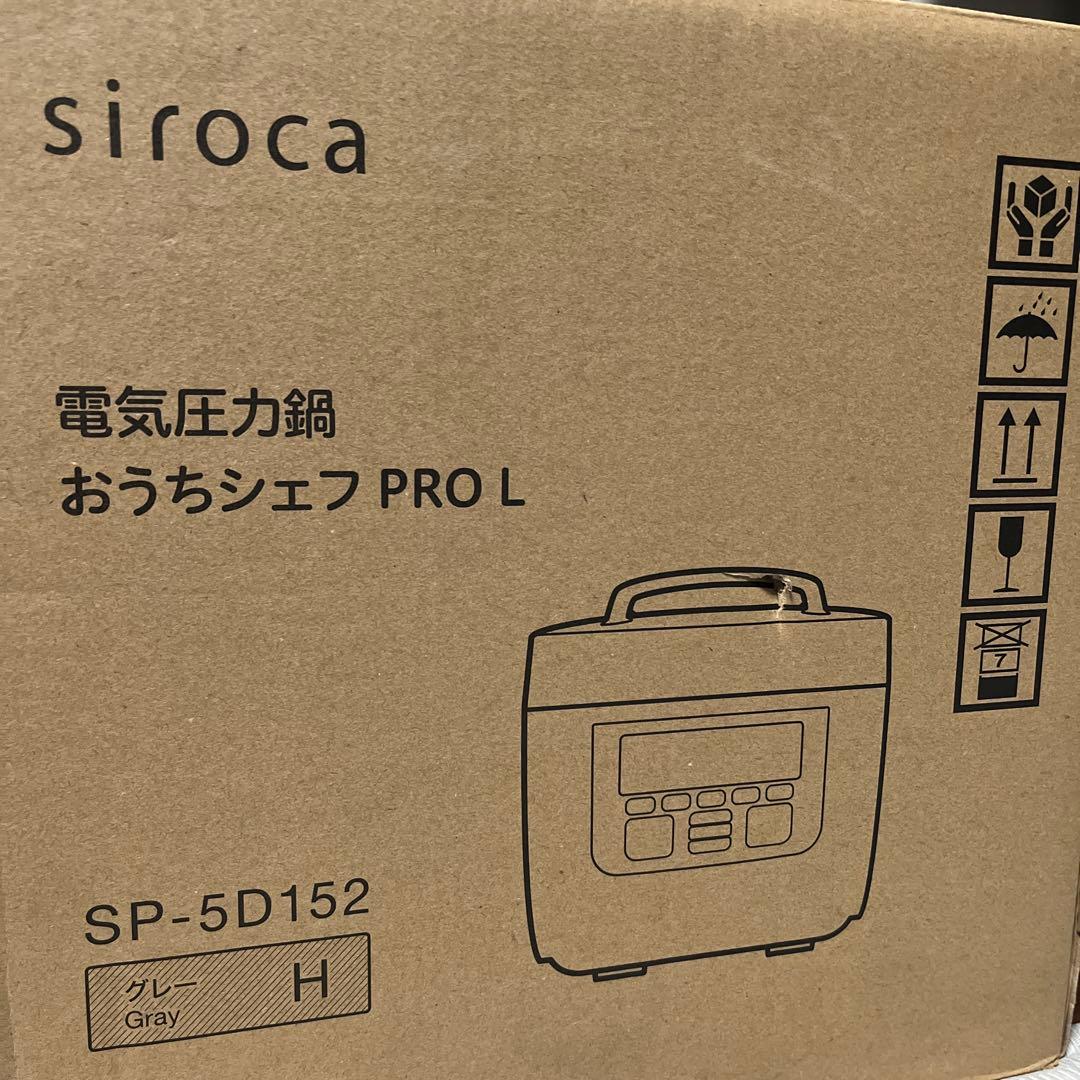 siroca
電気圧力鍋
おうちシェフ PRO L
7
SP-5D152
グレー H
Gray